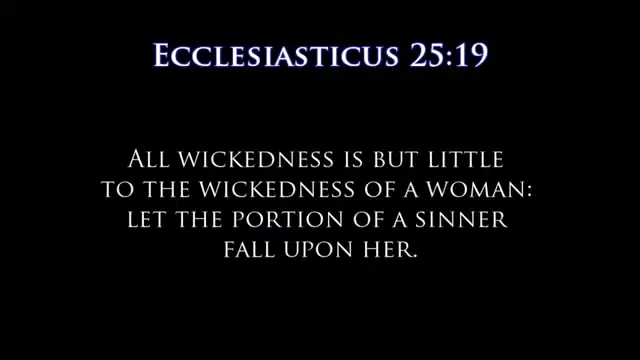 Ecclesiasticus 25:19
All wickedness is but little
to the wickedness of a woman:
let the portion of a sinner
fall upon her.